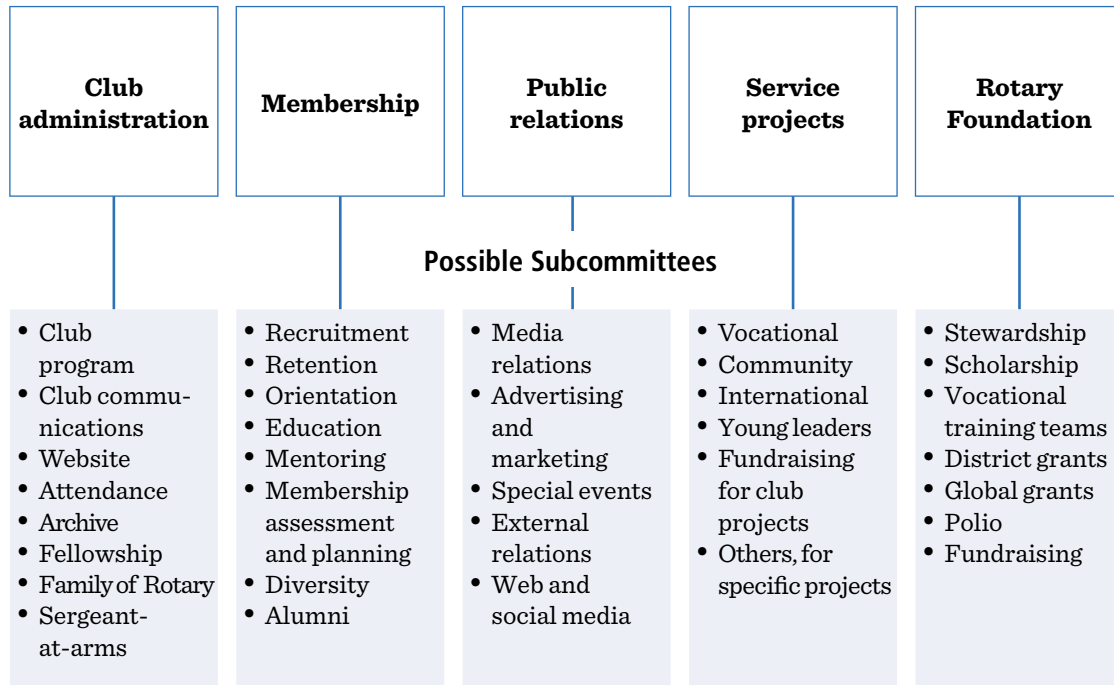 Club
administration
Membership
Public
relations
Service
projects
Rotary
Foundation
Possible Subcommittees
• Club
program
• Club commu-
nications
• Website
• Attendance
• Archive
• Fellowship
• Family of Rotary
• Sergeant-
at-arms
• Recruitment
• Retention
• Orientation
• Education
• Mentoring
• Membership
assessment
and planning
• Diversity
• Alumni
• Media
relations
• Advertising
and
marketing
• Special events
• External
relations
• Web and
social media
• Vocational
• Community
• International
• Young leaders
• Fundraising
for club
projects
• Others, for
specific projects
• Stewardship
• Scholarship
• Vocational
training teams
• District grants
• Global grants
• Polio
• Fundraising